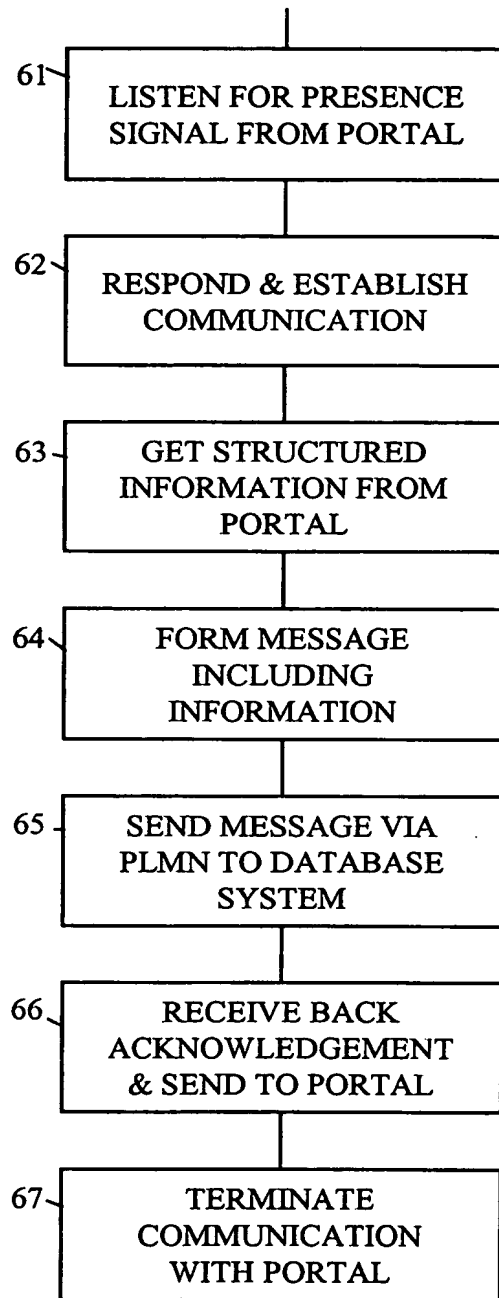 61
LISTEN FOR PRESENCE
SIGNAL FROM PORTAL
62
RESPOND & ESTABLISH
COMMUNICATION
63
GET STRUCTURED
INFORMATION FROM
PORTAL
64
FORM MESSAGE
INCLUDING
INFORMATION
65
SEND MESSAGE VIA
PLMN TO DATABASE
SYSTEM
66
RECEIVE BACK
ACKNOWLEDGEMENT
& SEND TO PORTAL
67
TERMINATE
COMMUNICATION
WITH PORTAL